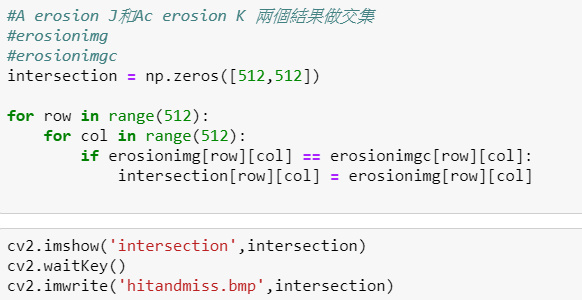 #A erosion J和Ac erosion K 兩個結果做交集
#erosionimg
#erosionimgc
intersection = np.zeros([512,512])
for row in range(512):
    for col in range(512):
        if erosionimg[row][col] == erosionimgc[row][col]:
            intersection[row][col] = erosionimg[row][col]
cv2.imshow('intersection',intersection)
cv2.waitKey()
cv2.imwrite('hitandmiss.bmp',intersection)